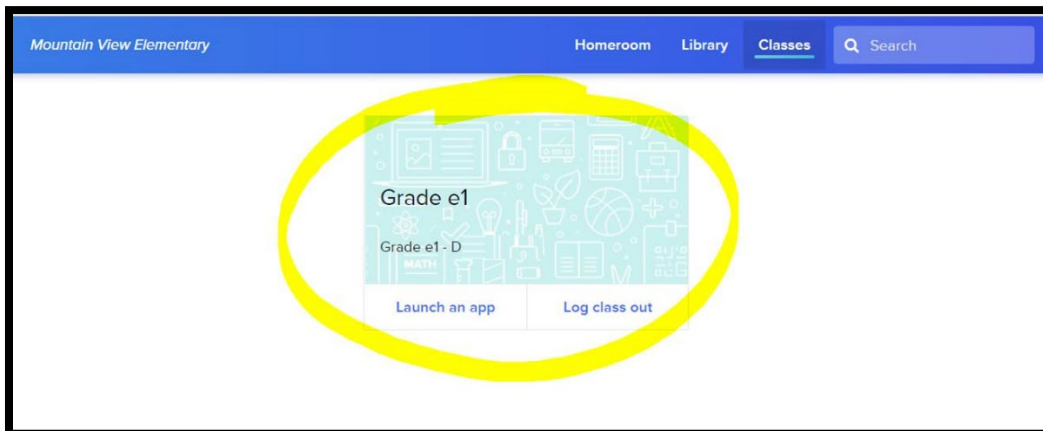 Mountain View Elementary Homeroom Library Classes Search
Grade e1
Grade e1 - D
MATH
Launch an app Log class out